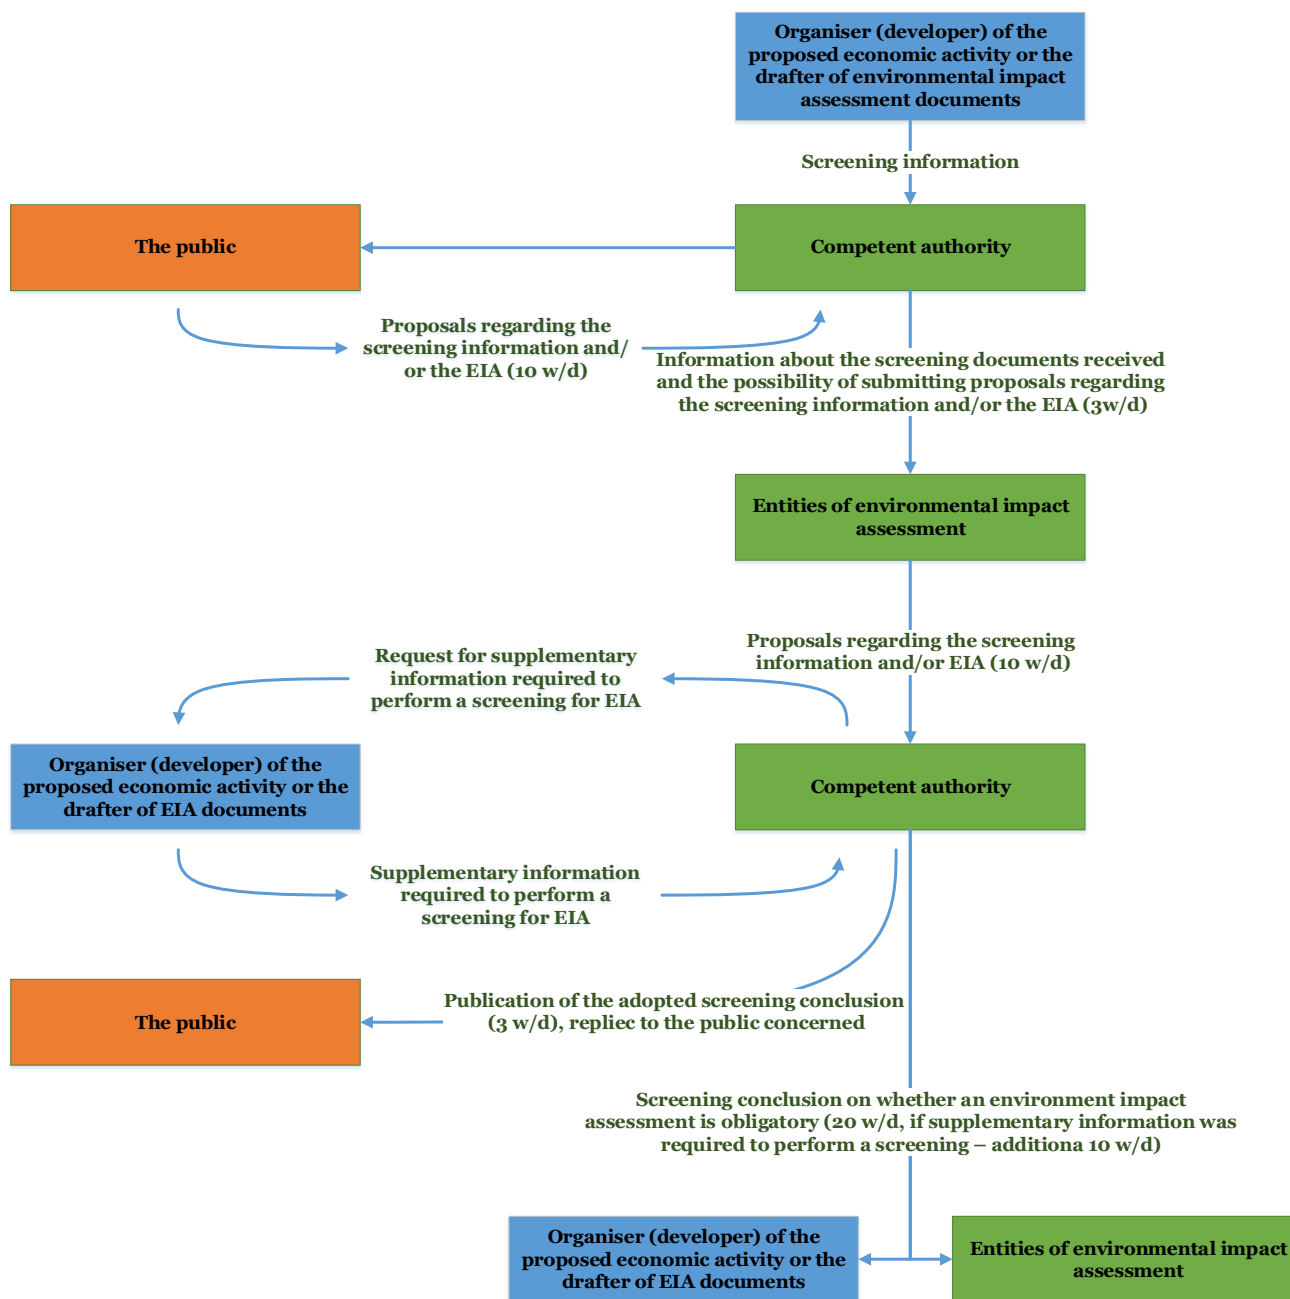 Organiser (developer) of the
proposed economic activity or the
drafter of environmental impact
assessment documents
Screening information
The public
Competent authority
Proposals regarding the
screening information and/
or the EIA (10 w/d)
Information about the screening documents received
and the possibility of submitting proposals regarding
the screening information and/or the EIA (3w/d)
Entities of environmental impact
assessment
Proposals regarding the screening
information and/or EIA (10 w/d)
Request for supplementary
information required to
perform a screening for EIA
Organiser (developer) of the
proposed economic activity or the
drafter of EIA documents
Competent authority
Supplementary information
required to perform a
screening for EIA
The public
Publication of the adopted screening conclusion
(3 w/d), repliec to the public concerned
Screening conclusion on whether an environment impact
assessment is obligatory (20 w/d, if supplementary information was
required to perform a screening – additiona 10 w/d)
Organiser (developer) of the
proposed economic activity or the
drafter of EIA documents
Entities of environmental impact
assessment